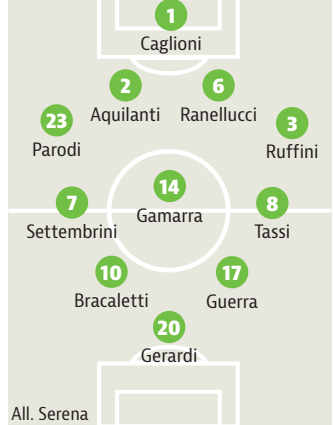 1
Caglioni
2
Aquilanti
6
Ranellucci
23
Parodi
3
Ruffini
14
Gamarra
7
Settembrini
8
Tassi
10
Bracaletti
17
Guerra
20
Gerardi
All. Serena